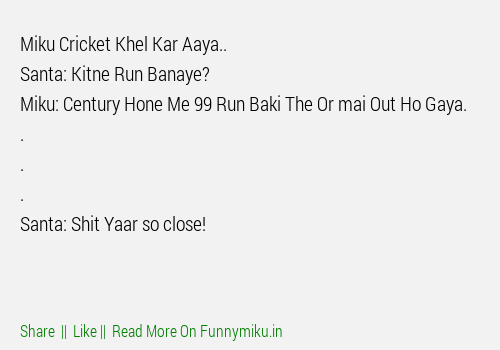 Miku Cricket Khel Kar Aaya..
Santa: Kitne Run Banaye?
Miku: Century Hone Me 99 Run Baki The Or mai Out Ho Gaya.
.
.
.
Santa: Shit Yaar so close!
Share || Like || Read More On Funnymiku.in